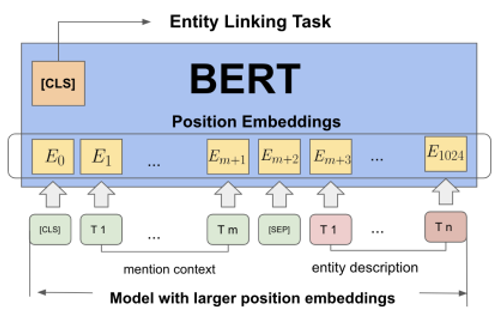 Entity Linking Task
[CLS]
BERT
Position Embeddings
E_0 E_1 ... E_{m+1} E_{m+2} E_{m+3} ... E_{1024}
[CLS] T 1 ... T m [SEP] T 1 ... T n
mention context entity description
Model with larger position embeddings